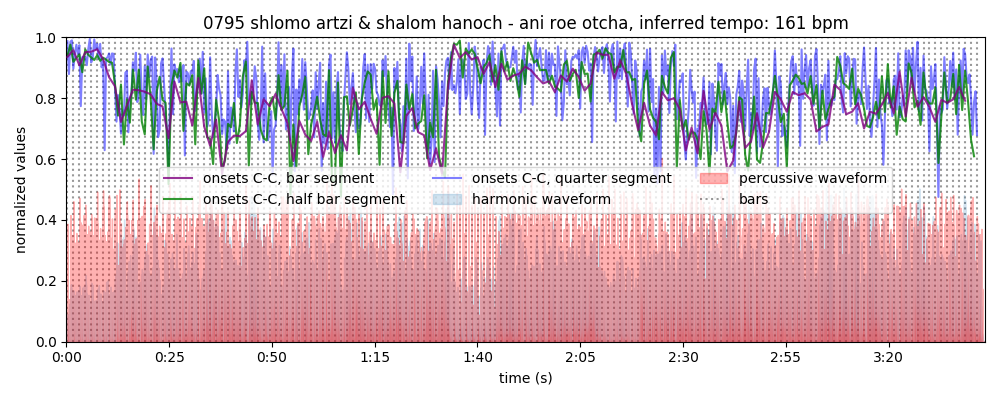 0795 shlomo artzi & shalom hanoch - ani roe otcha, inferred tempo: 161 bpm
normalized values
1.0
0.8
0.6
0.4
0.2
0.0
onsets C-C, bar segment
onsets C-C, half bar segment
onsets C-C, quarter segment
harmonic waveform
percussive waveform
bars
0:00 0:25 0:50 1:15 1:40 2:05 2:30 2:55 3:20
time (s)